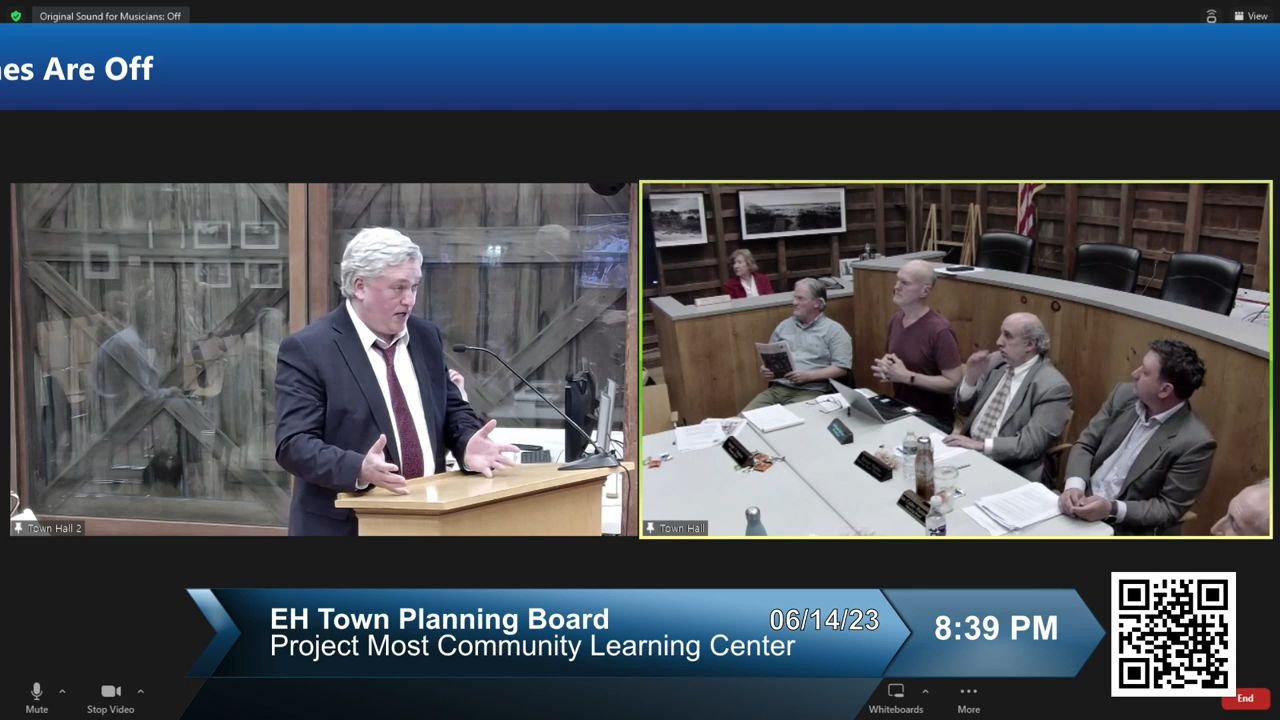 Original Sound for Musicians: Off
View
es Are Off
Town Hall 2
Town Hall
EH Town Planning Board
06/14/23
8:39 PM
Project Most Community Learning Center
Mute
Stop Video
Whiteboards
More
End